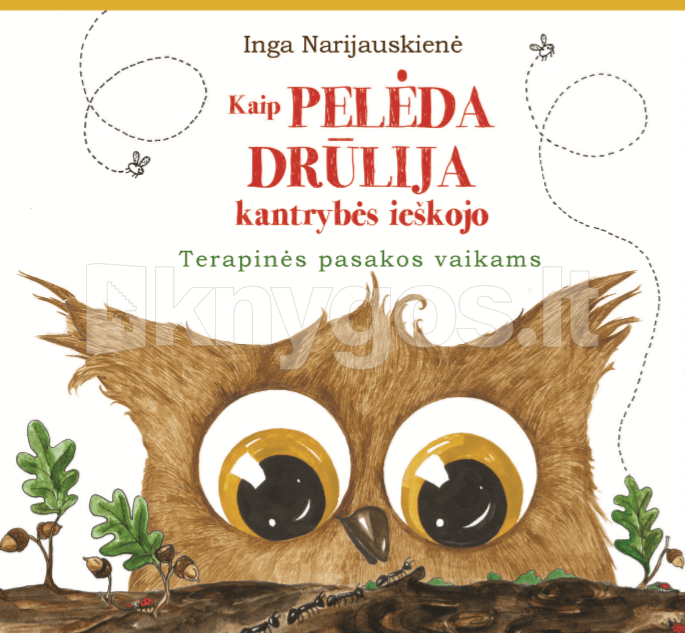 Inga Narijauskienė
Kaip PELĖDA
DRŪLIJA
kantrybės ieškojo
Terapinės pasakos vaikams
knygos.lt